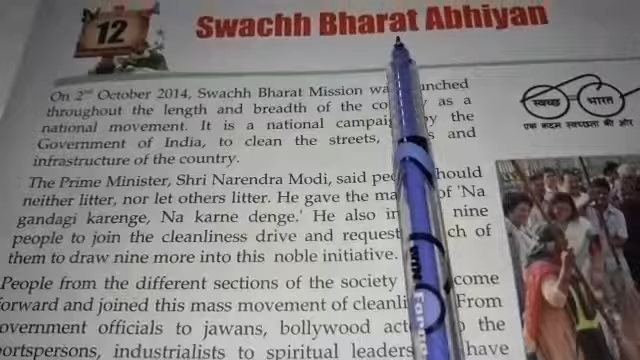 12
Swachh Bharat Abhiyan
On 2nd October 2014, Swachh Bharat Mission wa unched
throughout the length and breadth of the co y as a
national movement. It is a national campai by the
Government of India, to clean the streets, s and
infrastructure of the country.
स्वच्छ भारत
एक कदम स्वच्छता की ओर
The Prime Minister, Shri Narendra Modi, said pe hould
neither litter, nor let others litter. He gave the ma of 'Na
gandagi karenge, Na karne denge.' He also in nine
people to join the cleanliness drive and request ch of
them to draw nine more into this noble initiative.
People from the different sections of the society come
forward and joined this mass movement of cleanli From
overnment officials to jawans, bollywood act the
ortspersons, industrialists to spiritual leaders have